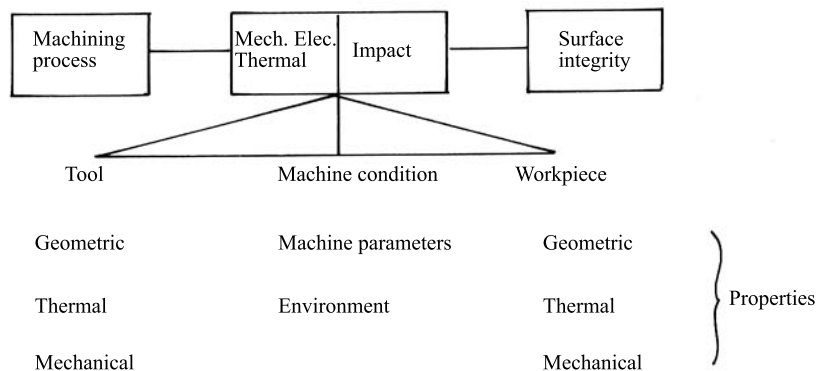 Machining
process
Mech. Elec.
Thermal
Impact
Surface
integrity
Tool
Machine condition
Workpiece
Geometric
Machine parameters
Geometric
Thermal
Environment
Thermal
Properties
Mechanical
Mechanical